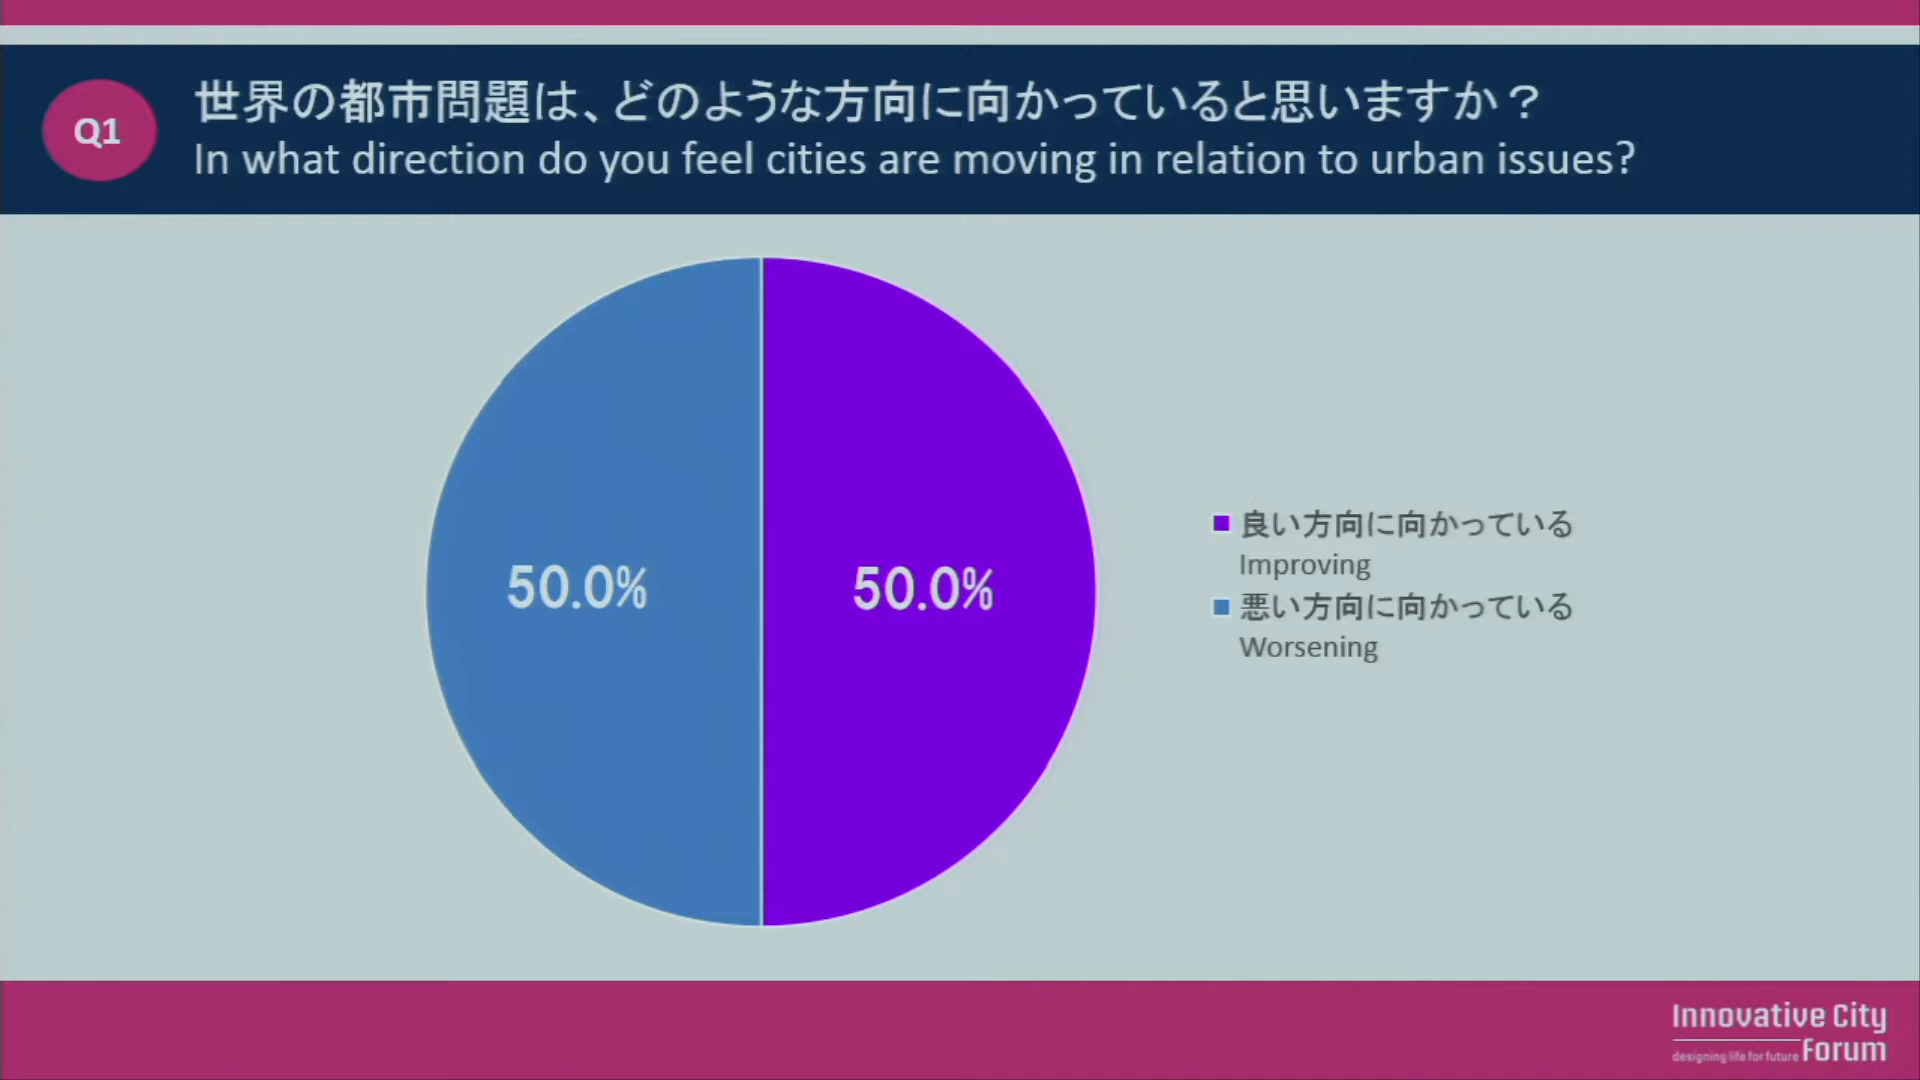 Q1
世界の都市問題は、どのような方向に向かっていると思いますか？
In what direction do you feel cities are moving in relation to urban issues?
50.0%
50.0%
良い方向に向かっている
Improving
悪い方向に向かっている
Worsening
Innovative City
designing life for future Forum